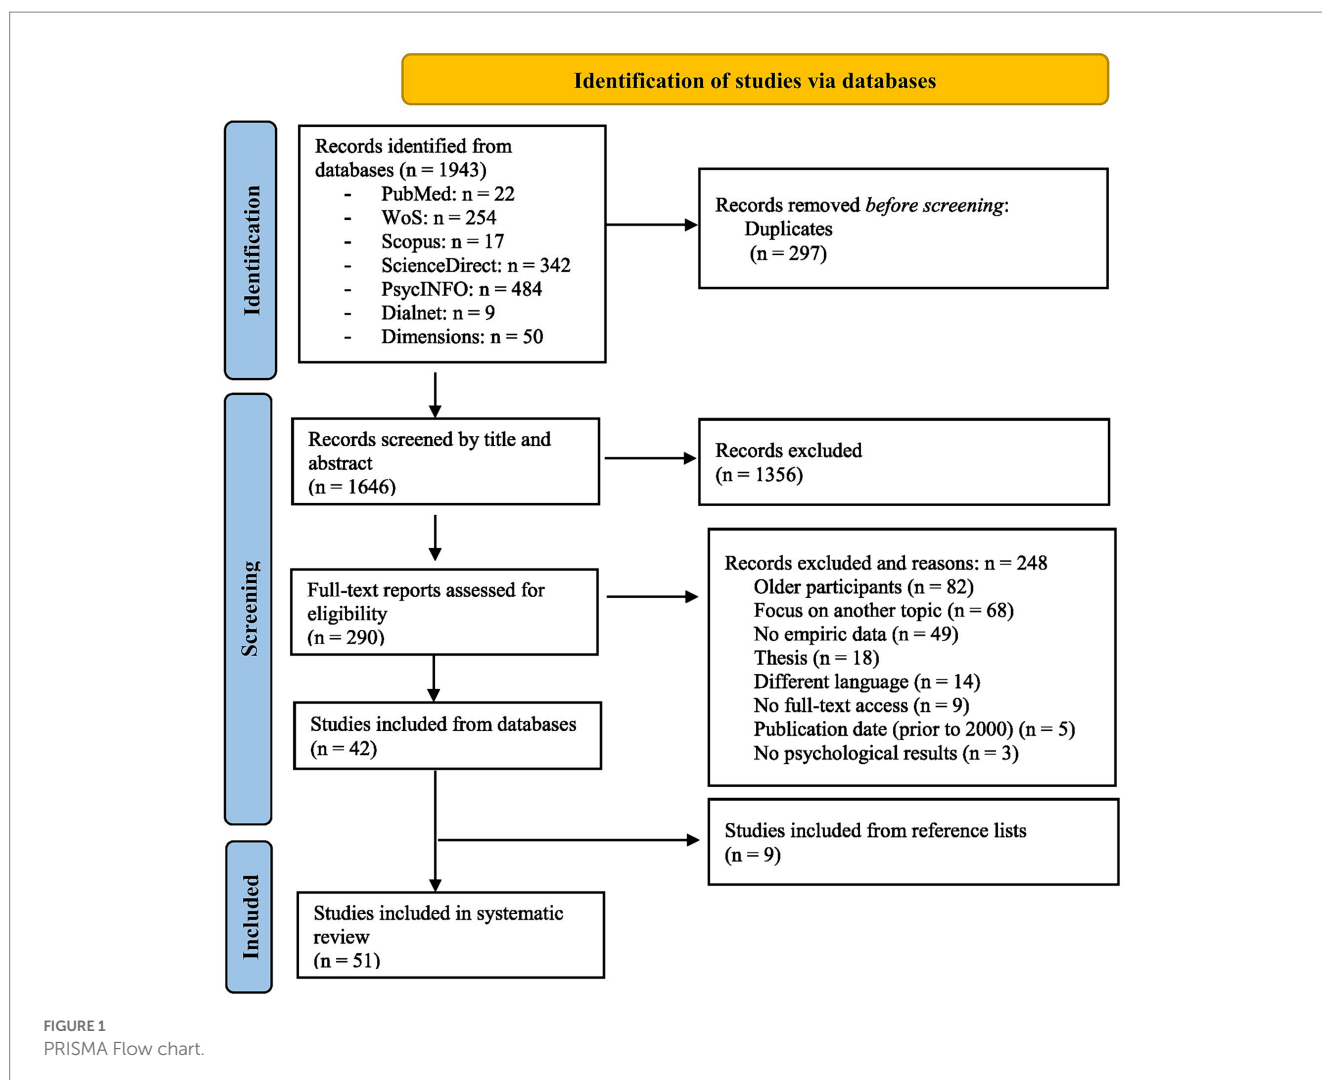 Identification of studies via databases
Identification
Records identified from
databases (n = 1943)
- PubMed: n = 22
- WoS: n = 254
- Scopus: n = 17
- ScienceDirect: n = 342
- PsycINFO: n = 484
- Dialnet: n = 9
- Dimensions: n = 50
Records removed before screening:
Duplicates
(n = 297)
Screening
Records screened by title and
abstract
(n = 1646)
Records excluded
(n = 1356)
Full-text reports assessed for
eligibility
(n = 290)
Records excluded and reasons: n = 248
Older participants (n = 82)
Focus on another topic (n = 68)
No empiric data (n = 49)
Thesis (n = 18)
Different language (n = 14)
No full-text access (n = 9)
Publication date (prior to 2000) (n = 5)
No psychological results (n = 3)
Studies included from databases
(n = 42)
Studies included from reference lists
(n = 9)
Included
Studies included in systematic
review
(n = 51)
FIGURE 1
PRISMA Flow chart.